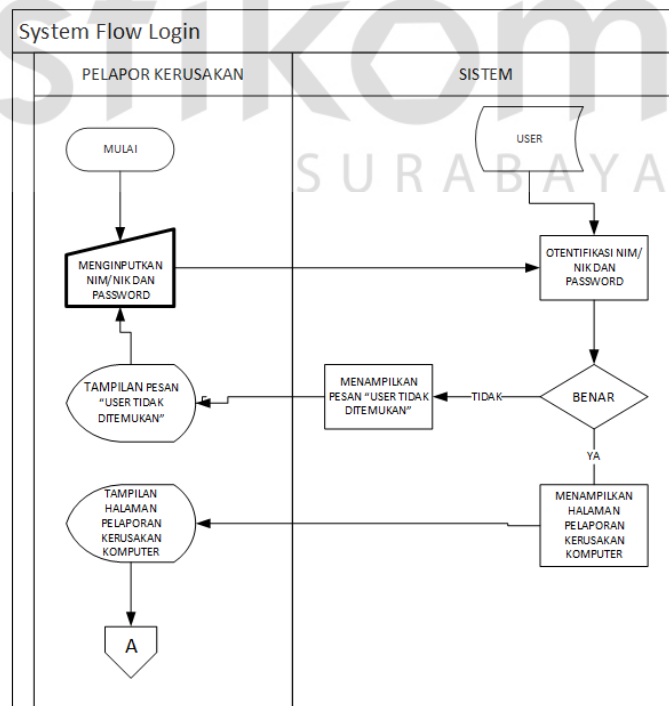 stikom
SURABAYA
System Flow Login
PELAPOR KERUSAKAN
SISTEM
MULAI
USER
MENGINPUTKAN
NIM/NIK DAN
PASSWORD
OTENTIFIKASI NIM/
NIK DAN
PASSWORD
TAMPILAN PESAN
“USER TIDAK
DITEMUKAN”
MENAMPILKAN
PESAN “USER TIDAK
DITEMUKAN”
TIDAK
BENAR
YA
TAMPILAN
HALAMAN
PELAPORAN
KERUSAKAN
KOMPUTER
MENAMPILKAN
HALAMAN
PELAPORAN
KERUSAKAN
KOMPUTER
A